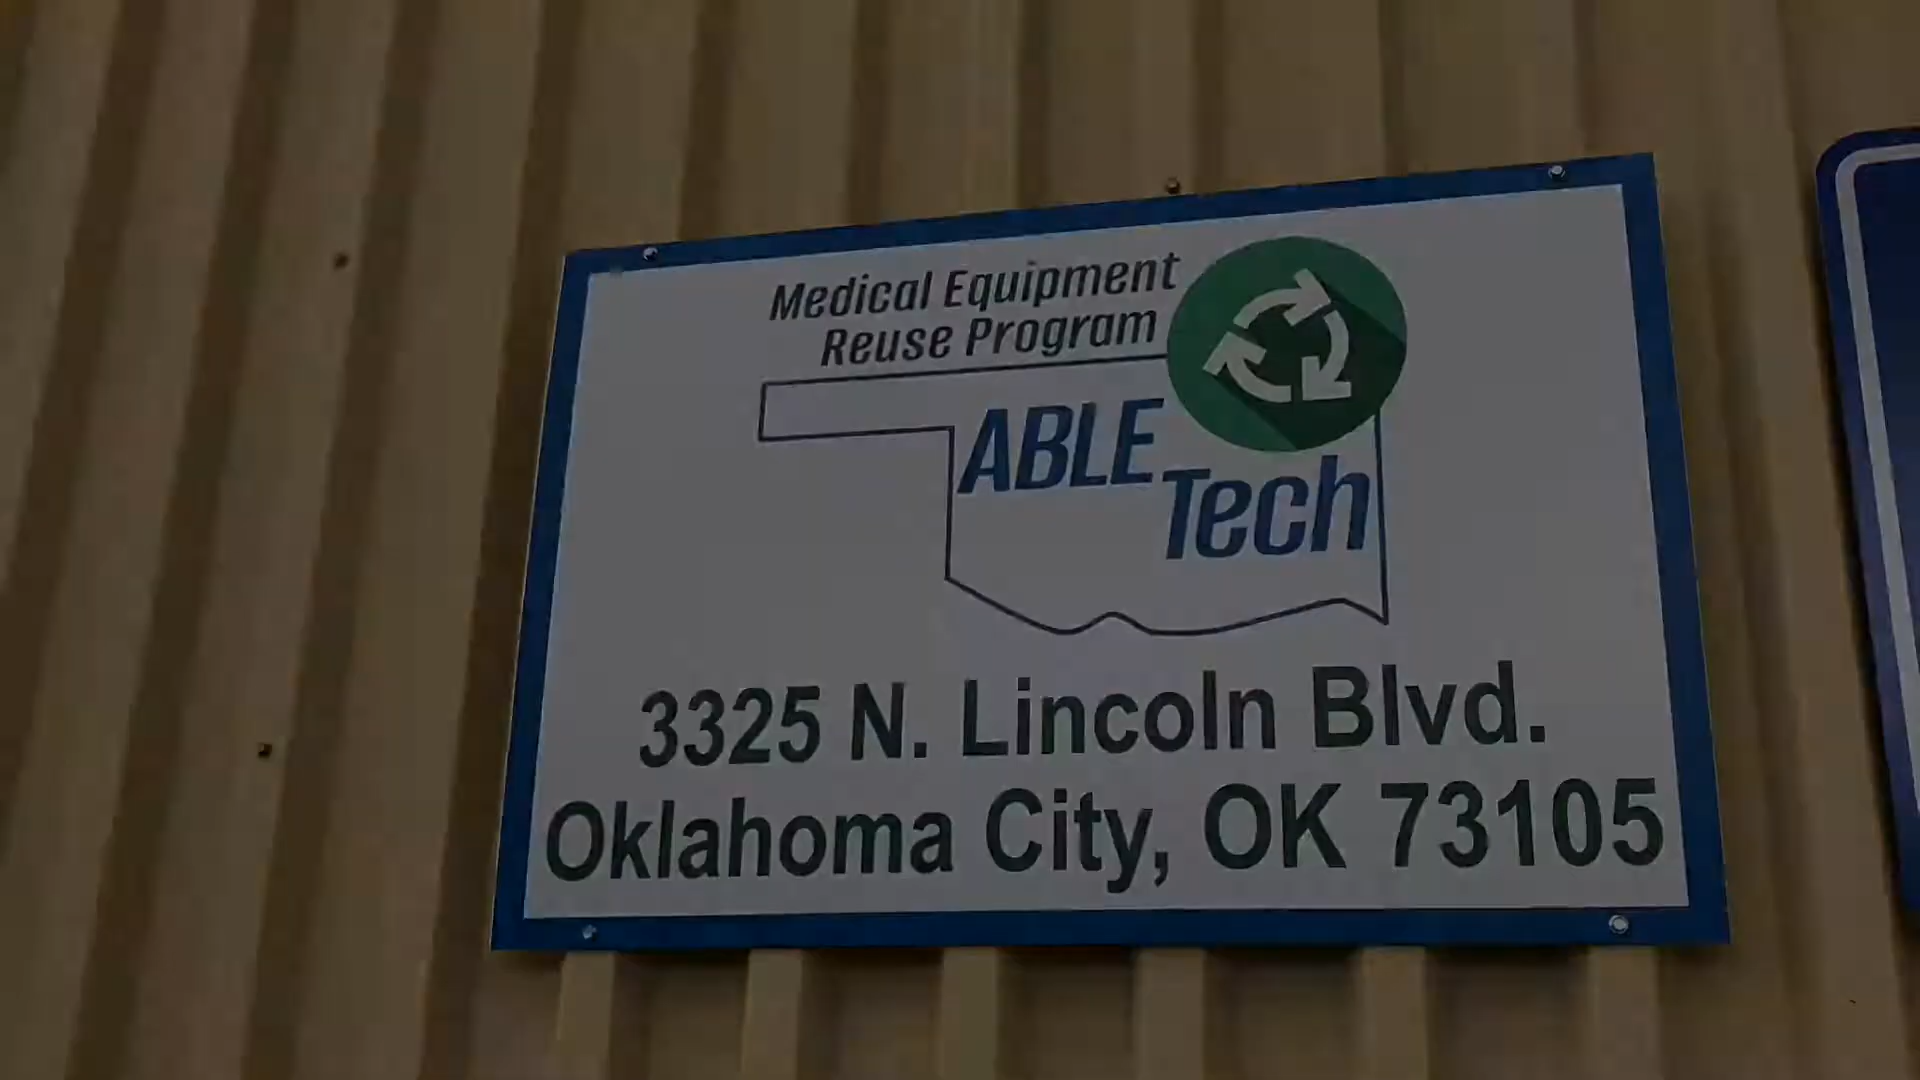 Medical Equipment
Reuse Program
ABLE
Tech
3325 N. Lincoln Blvd.
Oklahoma City, OK 73105